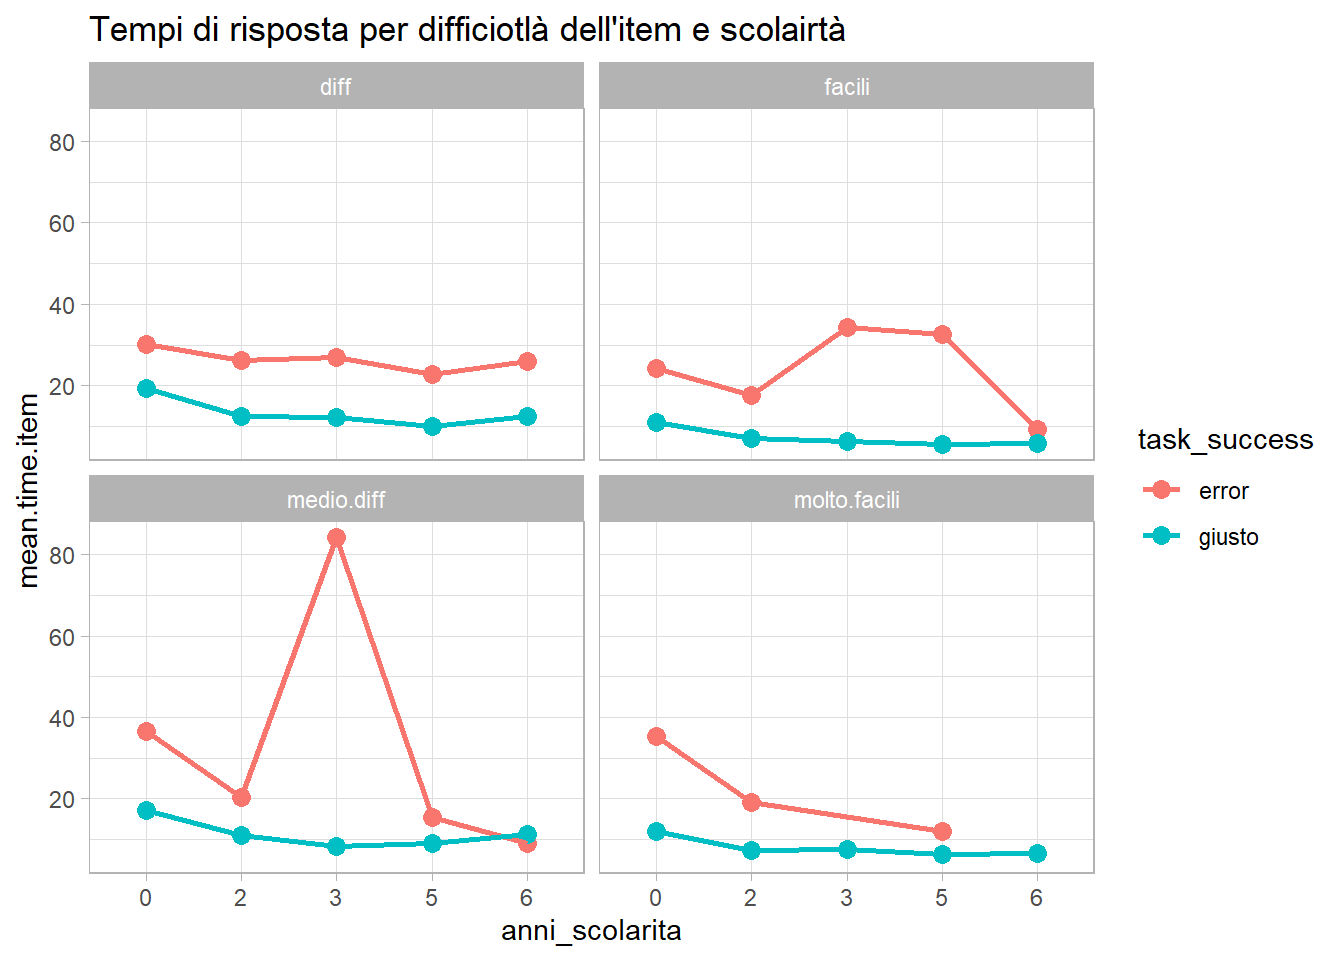 Tempi di risposta per difficiotlà dell'item e scolairtà
diff
facili
80
60
40
20
medio.diff
molto.facili
80
60
40
20
mean.time.item
0 2 3 5 6
0 2 3 5 6
anni_scolarita
task_success
error
giusto